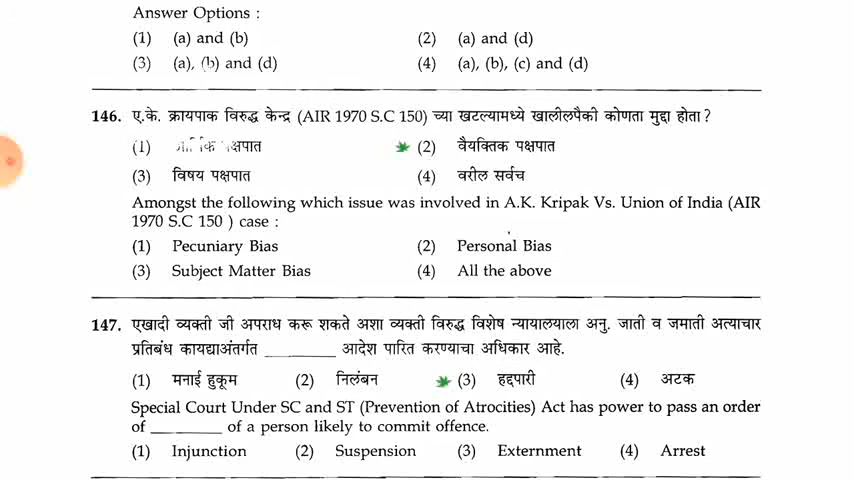 Answer Options :
(1) (a) and (b) (2) (a) and (d)
(3) (a), (b) and (d) (4) (a), (b), (c) and (d)
146. ए.के. क्रायपाक विरुद्ध केन्द्र (AIR 1970 S.C 150) च्या खटल्यामध्ये खालीलपैकी कोणता मुद्दा होता ?
(1) पक्षपात (2) वैयक्तिक पक्षपात
(3) विषय पक्षपात (4) वरील सर्वच
Amongst the following which issue was involved in A.K. Kripak Vs. Union of India (AIR
1970 S.C 150 ) case :
(1) Pecuniary Bias (2) Personal Bias
(3) Subject Matter Bias (4) All the above
147. एखादी व्यक्ती जी अपराध करू शकते अशा व्यक्ती विरुद्ध विशेष न्यायालयाला अनु. जाती व जमाती अत्याचार
प्रतिबंध कायद्याअंतर्गत _________ आदेश पारित करण्याचा अधिकार आहे.
(1) मनाई हुकूम (2) निलंबन (3) हद्दपारी (4) अटक
Special Court Under SC and ST (Prevention of Atrocities) Act has power to pass an order
of _________ of a person likely to commit offence.
(1) Injunction (2) Suspension (3) Externment (4) Arrest